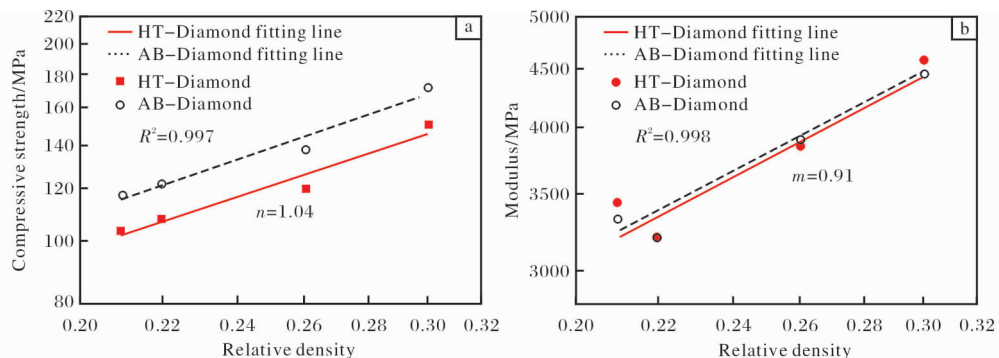 220
200
180
160
140
120
100
80
Compressive strength/MPa
HT-Diamond fitting line
AB-Diamond fitting line
HT-Diamond
AB-Diamond
R²=0.997
n=1.04
a
0.20
0.22
0.24
0.26
0.28
0.30
0.32
Relative density
5000
4500
4000
3500
3000
Modulus/MPa
HT-Diamond fitting line
AB-Diamond fitting line
HT-Diamond
AB-Diamond
R²=0.998
m=0.91
b
0.20
0.22
0.24
0.26
0.28
0.30
0.32
Relative density